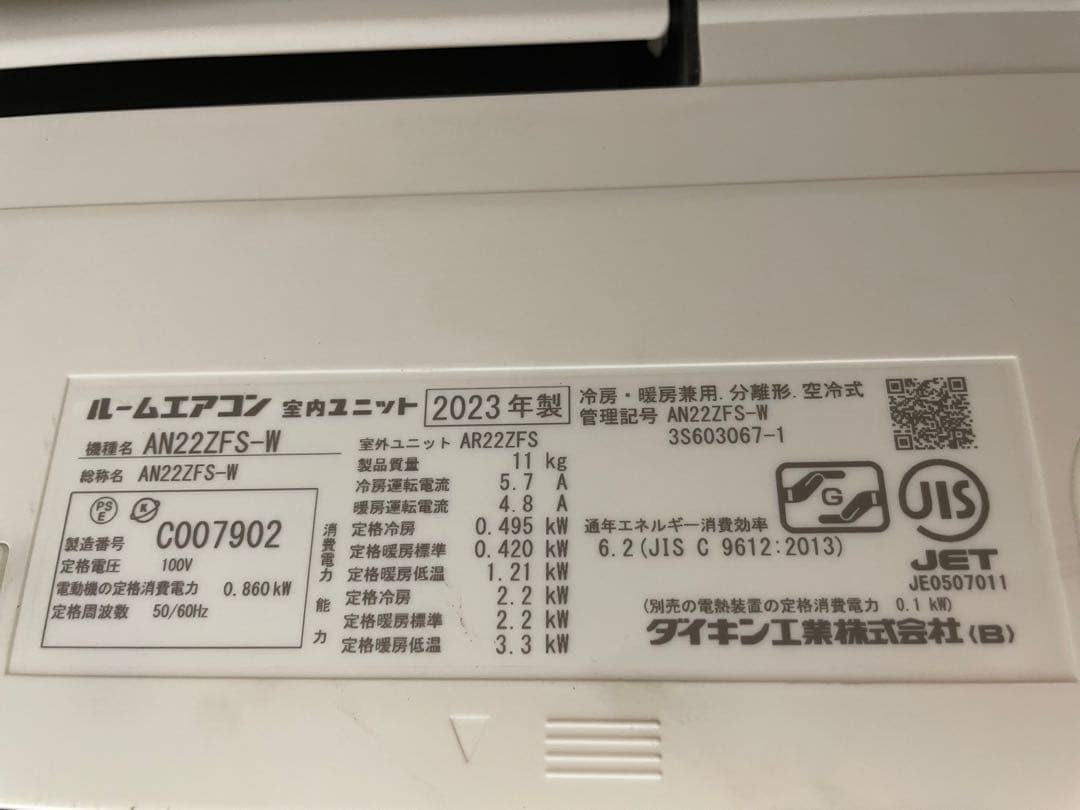 ルームエアコン 室内ユニット 2023年製
冷房・暖房兼用.分離形.空冷式
管理記号 AN22ZFS-W
3S603067-1
機種名 AN22ZFS-W
総称名 AN22ZFS-W
PS
E
K
製造番号 C007902
定格電圧 100V
電動機の定格消費電力 0.860kW
定格周波数 50/60Hz
室外ユニット AR22ZFS
製品質量 11 kg
冷房運転電流 5.7 A
暖房運転電流 4.8 A
消費電力
定格冷房 0.495 kW
定格暖房標準 0.420 kW
定格暖房低温 1.21 kW
能力
定格冷房 2.2 kW
定格暖房標準 2.2 kW
定格暖房低温 3.3 kW
通年エネルギー消費効率
6.2(JIS C 9612:2013)
G
JIS
JET
JE0507011
(別売の電熱装置の定格消費電力 0.1 kW)
ダイキン工業株式会社(B)